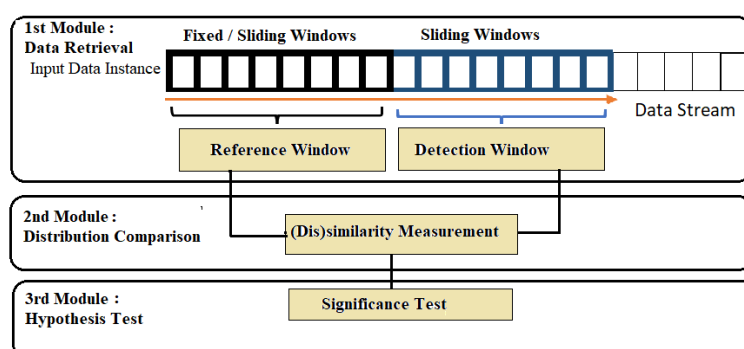 1st Module :
Data Retrieval
Input Data Instance
Fixed / Sliding Windows
Sliding Windows
Data Stream
Reference Window
Detection Window
2nd Module :
Distribution Comparison
(Dis)similarity Measurement
3rd Module :
Hypothesis Test
Significance Test